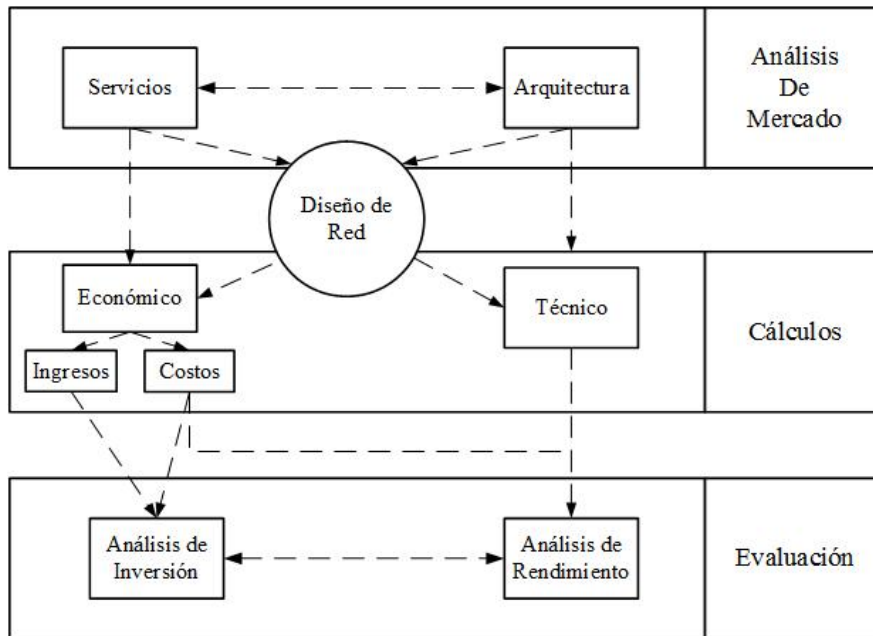 Servicios
Arquitectura
Análisis
De
Mercado
Diseño de
Red
Económico
Técnico
Ingresos
Costos
Cálculos
Análisis de
Inversión
Análisis de
Rendimiento
Evaluación